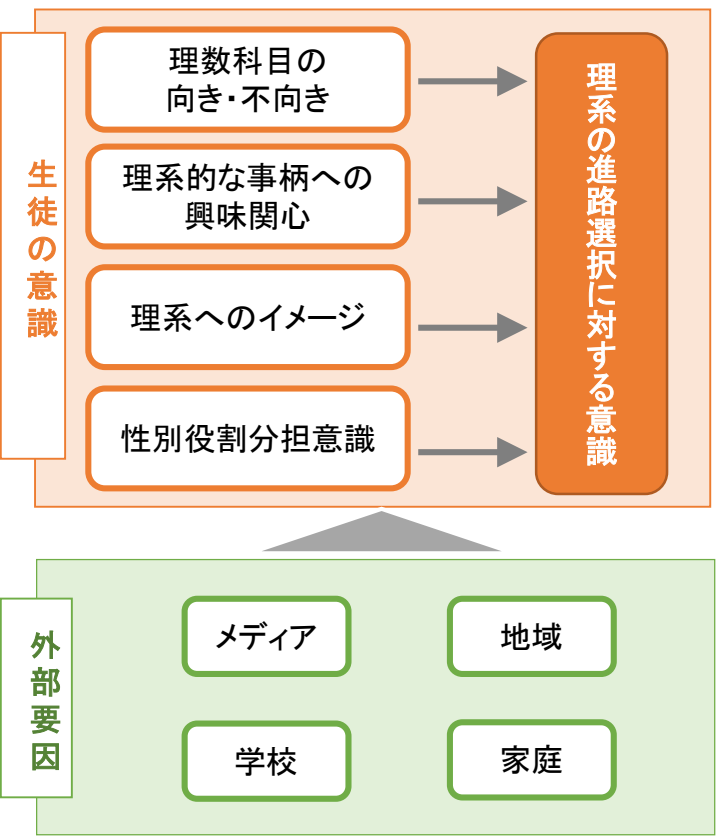 生徒の意識
理数科目の
向き・不向き
理系的な事柄への
興味関心
理系へのイメージ
性別役割分担意識
理系の進路選択に対する意識
外部要因
メディア
地域
学校
家庭